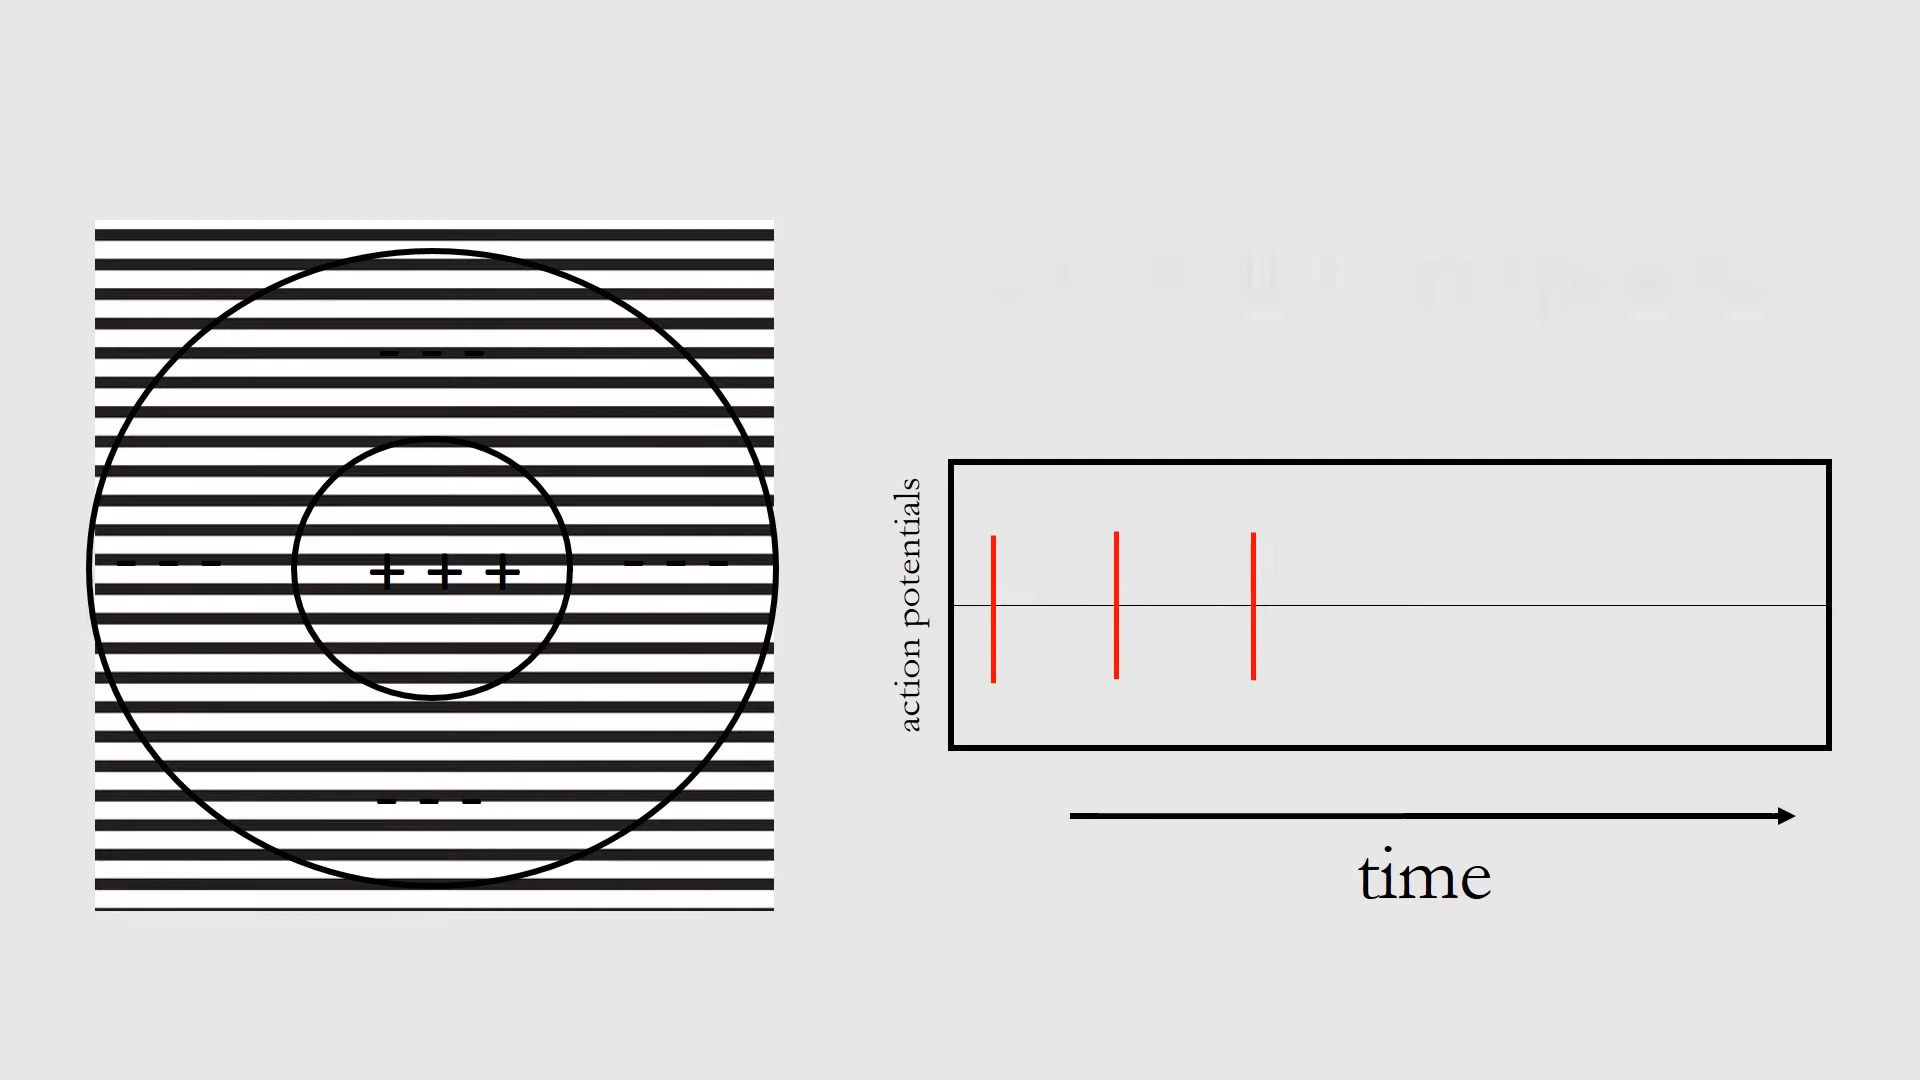 - - -
- - - + + + - - -
- - -
action potentials
time